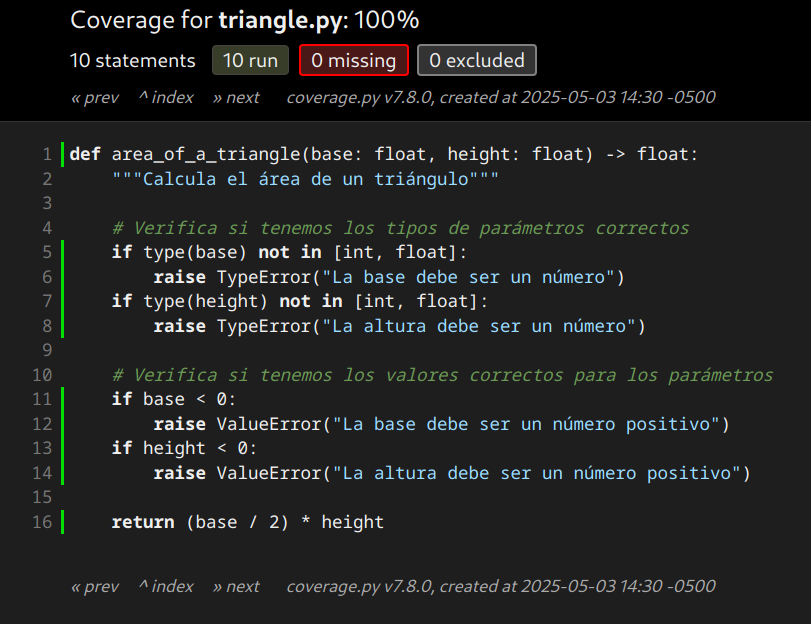 Coverage for triangle.py: 100%
10 statements 10 run 0 missing 0 excluded
« prev ^ index » next coverage.py v7.8.0, created at 2025-05-03 14:30 -0500
1 def area_of_a_triangle(base: float, height: float) -> float:
2 """Calcula el área de un triángulo"""
3
4 # Verifica si tenemos los tipos de parámetros correctos
5 if type(base) not in [int, float]:
6 raise TypeError("La base debe ser un número")
7 if type(height) not in [int, float]:
8 raise TypeError("La altura debe ser un número")
9
10 # Verifica si tenemos los valores correctos para los parámetros
11 if base < 0:
12 raise ValueError("La base debe ser un número positivo")
13 if height < 0:
14 raise ValueError("La altura debe ser un número positivo")
15
16 return (base / 2) * height
« prev ^ index » next coverage.py v7.8.0, created at 2025-05-03 14:30 -0500